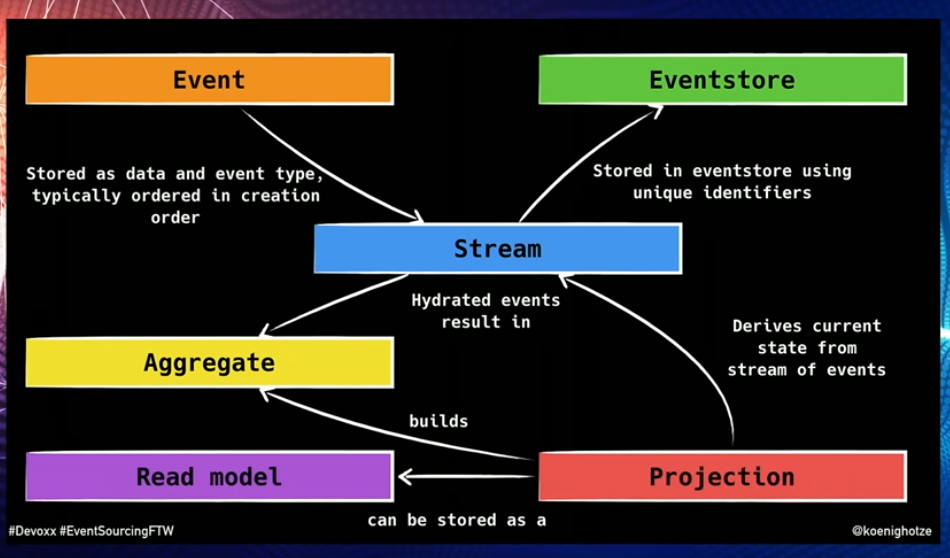 Event
Eventstore
Stored as data and event type,
typically ordered in creation
order
Stored in eventstore using
unique identifiers
Stream
Hydrated events
result in
Derives current
state from
stream of events
Aggregate
builds
Read model
Projection
can be stored as a
#Devoxx #EventSourcingFTW
@koenighotze